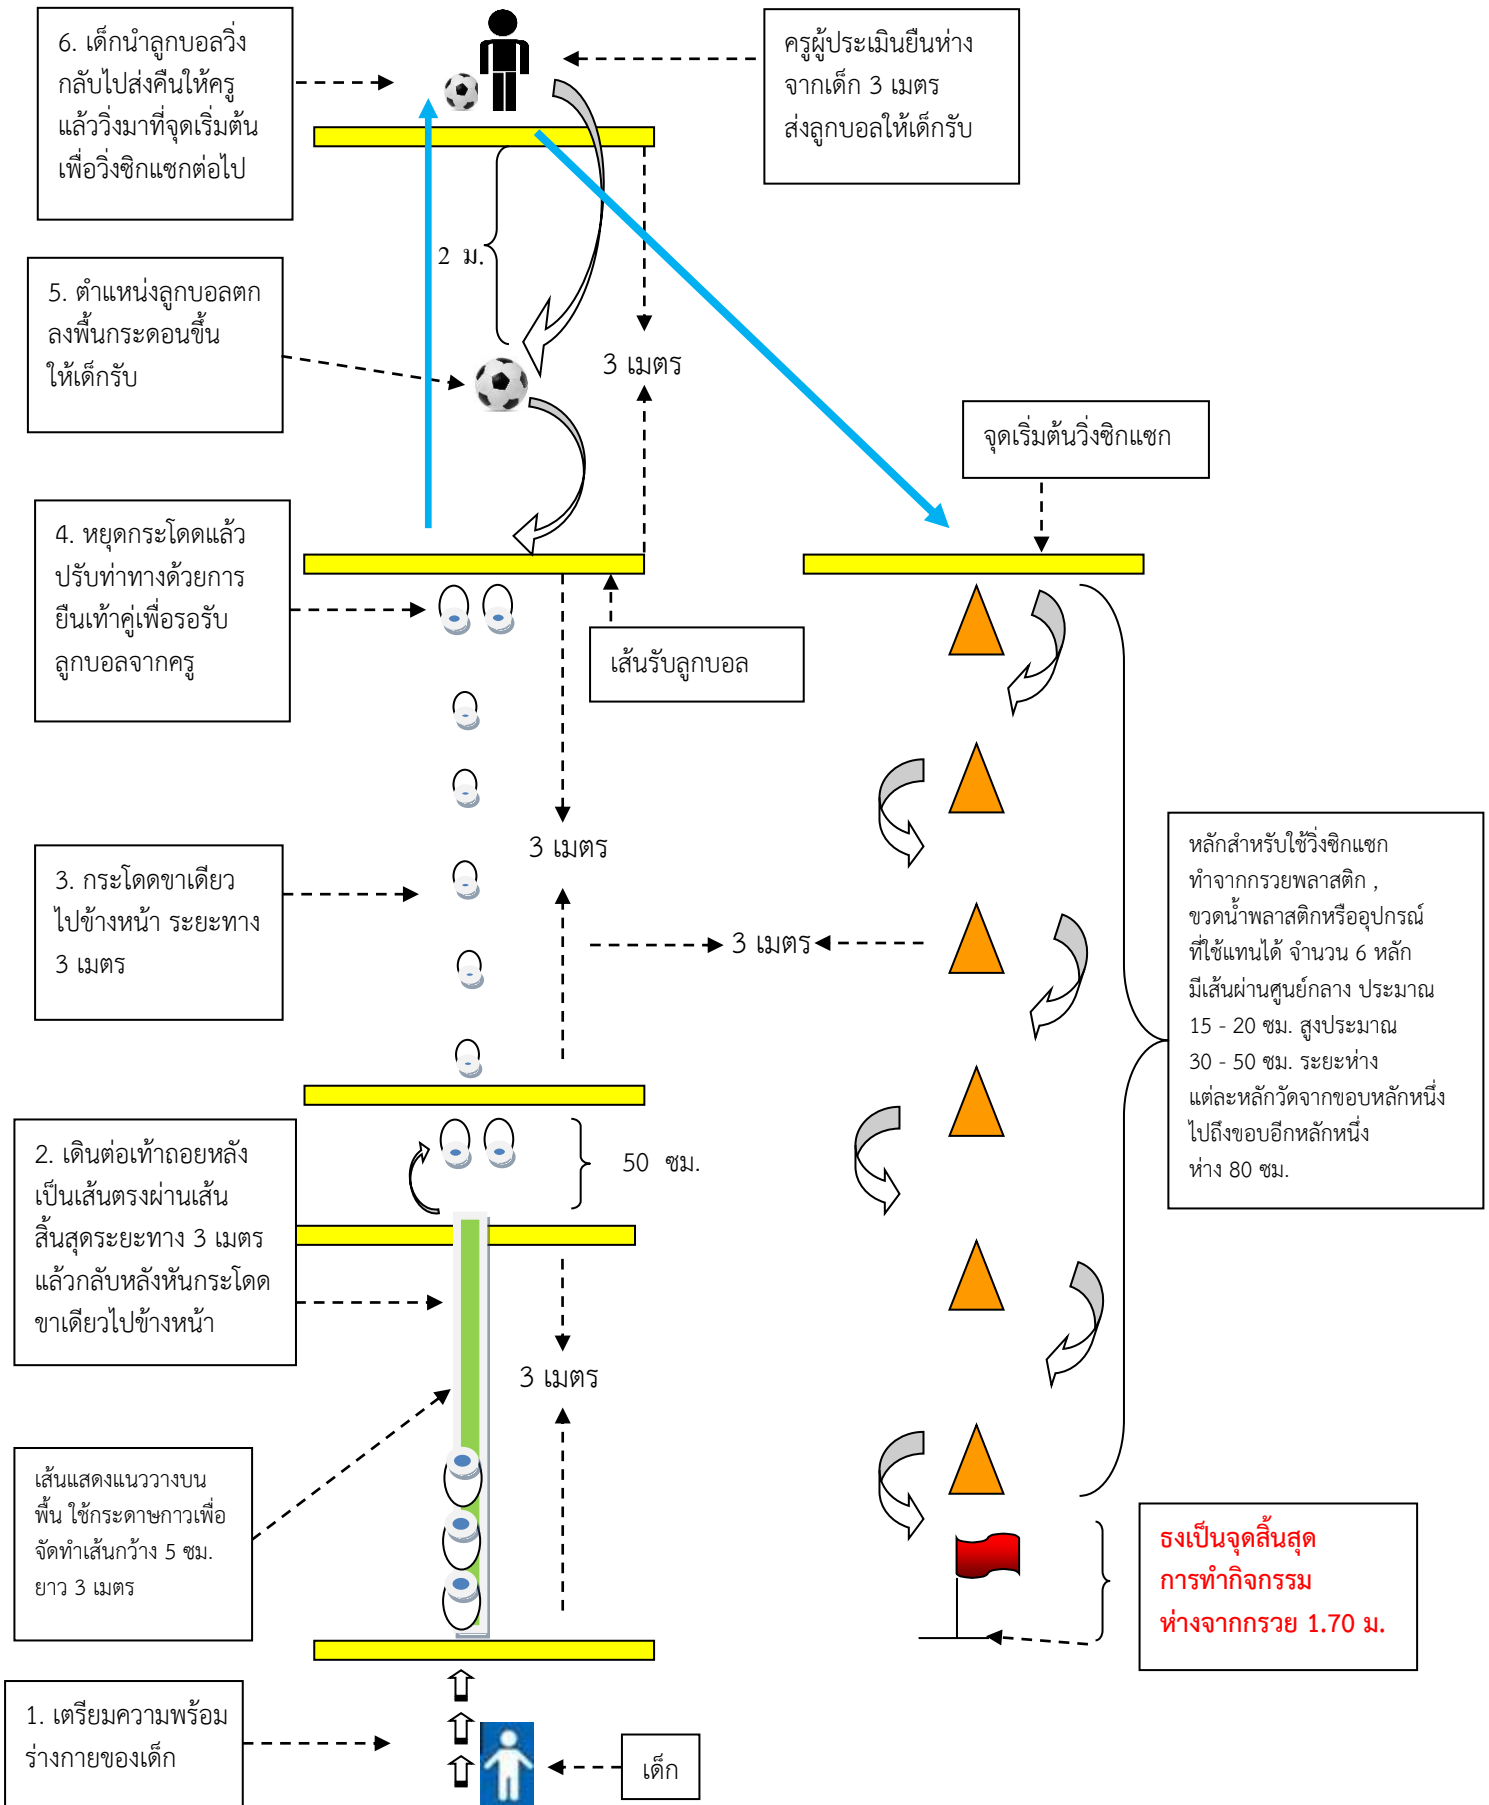 6. เด็กนำลูกบอลวิ่ง
กลับไปส่งคืนให้ครู
แล้ววิ่งมาที่จุดเริ่มต้น
เพื่อวิ่งซิกแซกต่อไป
ครูผู้ประเมินยืนห่าง
จากเด็ก 3 เมตร
ส่งลูกบอลให้เด็กรับ
2 ม.
5. ตำแหน่งลูกบอลตก
ลงพื้นกระดอนขึ้น
ให้เด็กรับ
3 เมตร
จุดเริ่มต้นวิ่งซิกแซก
4. หยุดกระโดดแล้ว
ปรับท่าทางด้วยการ
ยืนเท้าคู่เพื่อรอรับ
ลูกบอลจากครู
เส้นรับลูกบอล
3 เมตร
3. กระโดดขาเดียว
ไปข้างหน้า ระยะทาง
3 เมตร
3 เมตร
หลักสำหรับใช้วิ่งซิกแซก
ทำจากกรวยพลาสติก ,
ขวดน้ำพลาสติกหรืออุปกรณ์
ที่ใช้แทนได้ จำนวน 6 หลัก
มีเส้นผ่านศูนย์กลาง ประมาณ
15 - 20 ซม. สูงประมาณ
30 - 50 ซม. ระยะห่าง
แต่ละหลักวัดจากขอบหลักหนึ่ง
ไปถึงขอบอีกหลักหนึ่ง
ห่าง 80 ซม.
2. เดินต่อเท้าถอยหลัง
เป็นเส้นตรงผ่านเส้น
สิ้นสุดระยะทาง 3 เมตร
แล้วกลับหลังหันกระโดด
ขาเดียวไปข้างหน้า
50 ซม.
3 เมตร
เส้นแสดงแนววางบน
พื้น ใช้กระดาษกาวเพื่อ
จัดทำเส้นกว้าง 5 ซม.
ยาว 3 เมตร
ธงเป็นจุดสิ้นสุด
การทำกิจกรรม
ห่างจากกรวย 1.70 ม.
1. เตรียมความพร้อม
ร่างกายของเด็ก
เด็ก